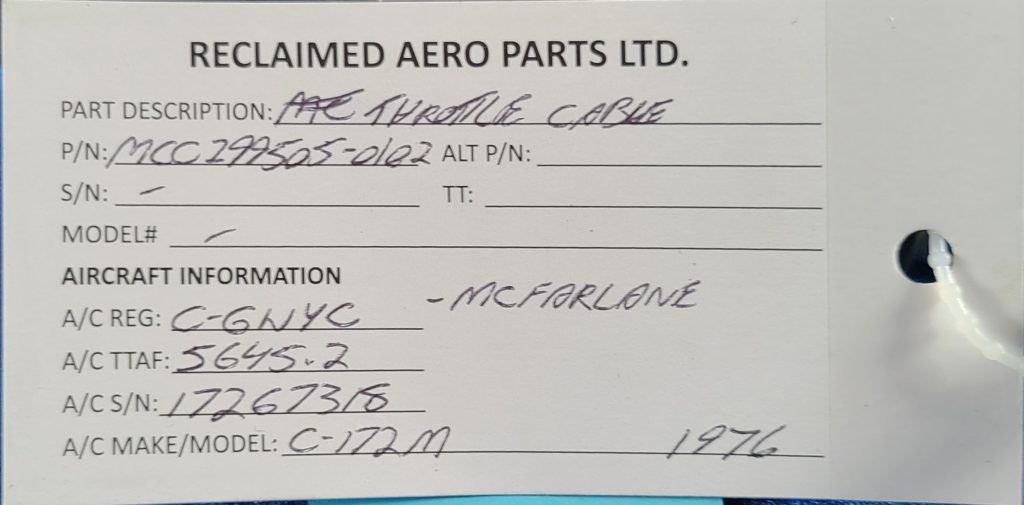 RECLAIMED AERO PARTS LTD.
PART DESCRIPTION: THROTTLE CABLE
P/N: MCC299505-0102 ALT P/N:
S/N: – TT:
MODEL# –
AIRCRAFT INFORMATION
- MCFARLANE
A/C REG: C-GNYC
A/C TTAF: 5645.2
A/C S/N: 17267318
A/C MAKE/MODEL: C-172M 1976